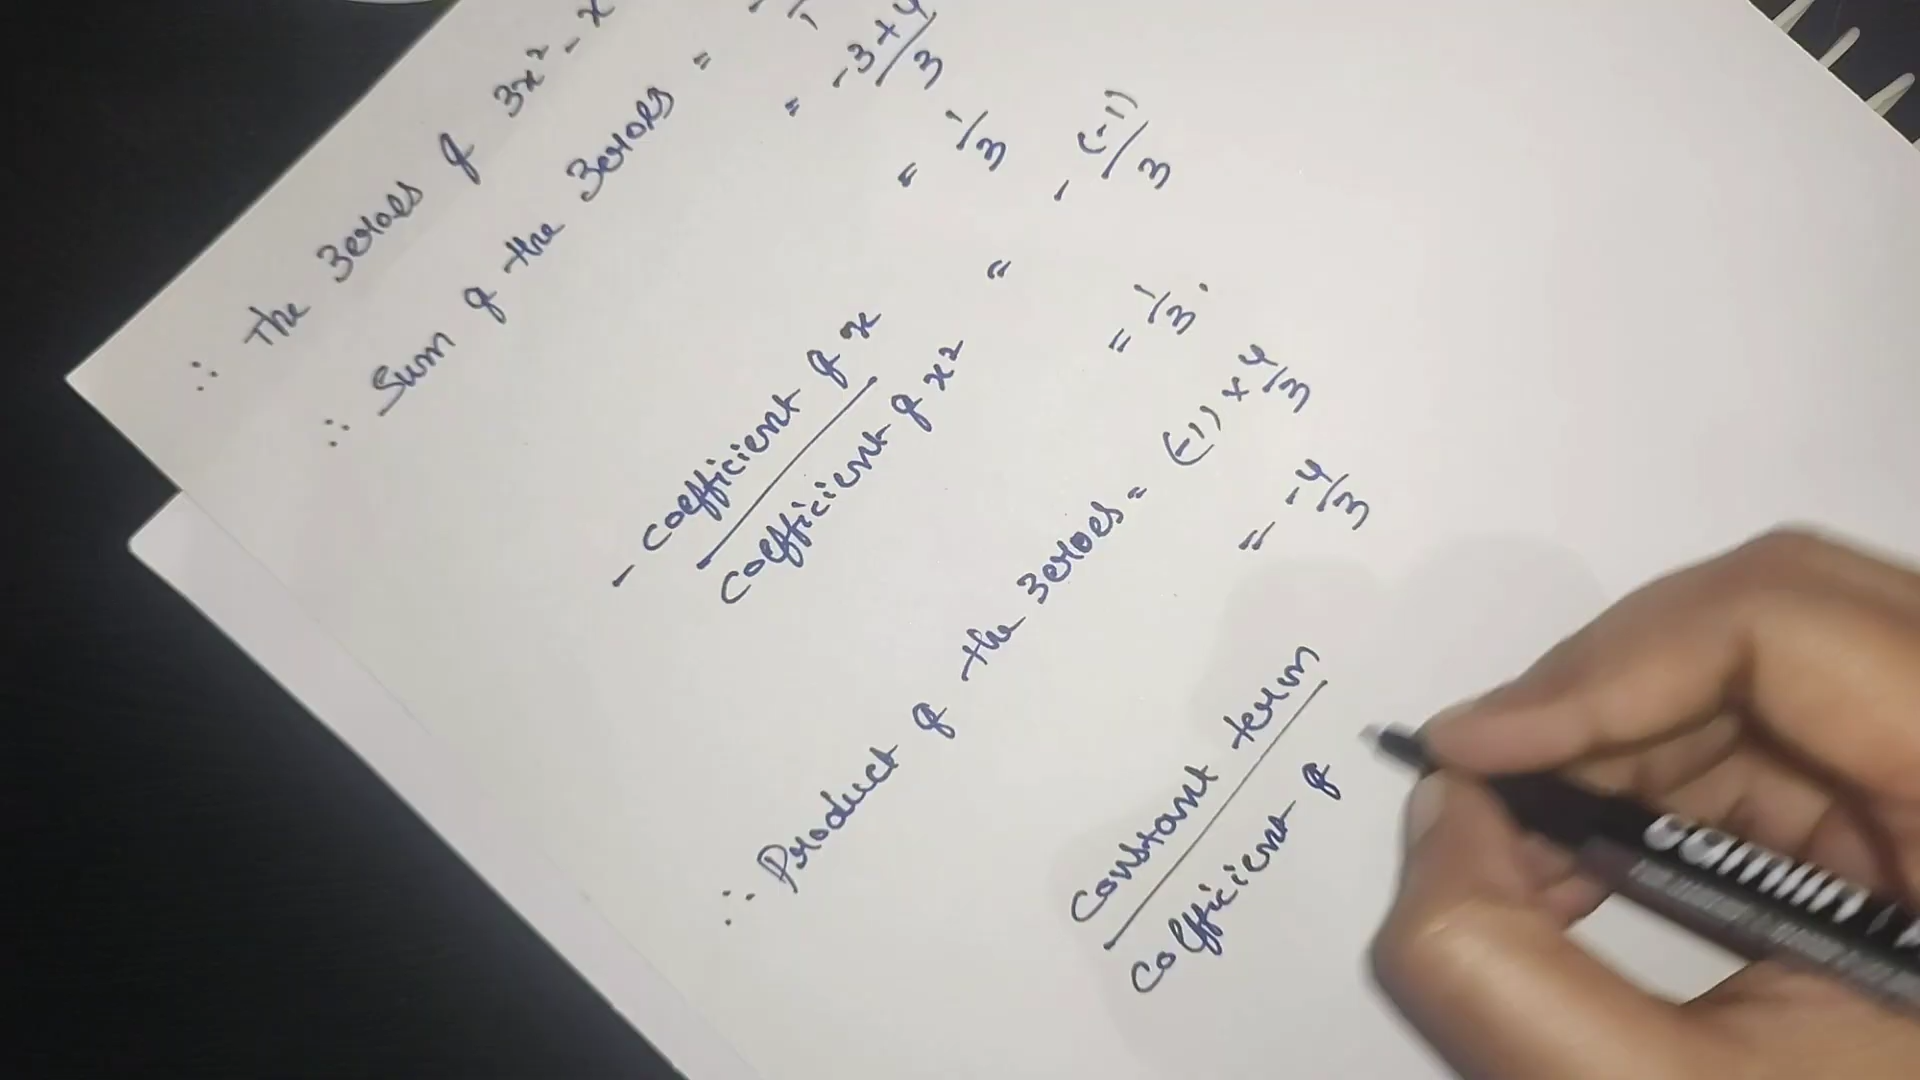 ∴ The zeroes of 3x² - x
∴ Sum of the zeroes =
= -3+4/3
= 1/3
- coefficient of x / coefficient of x² = - (-1)/3
= 1/3.
∴ Product of the zeroes = (-1) x 4/3
= -4/3
constant term
coefficient of